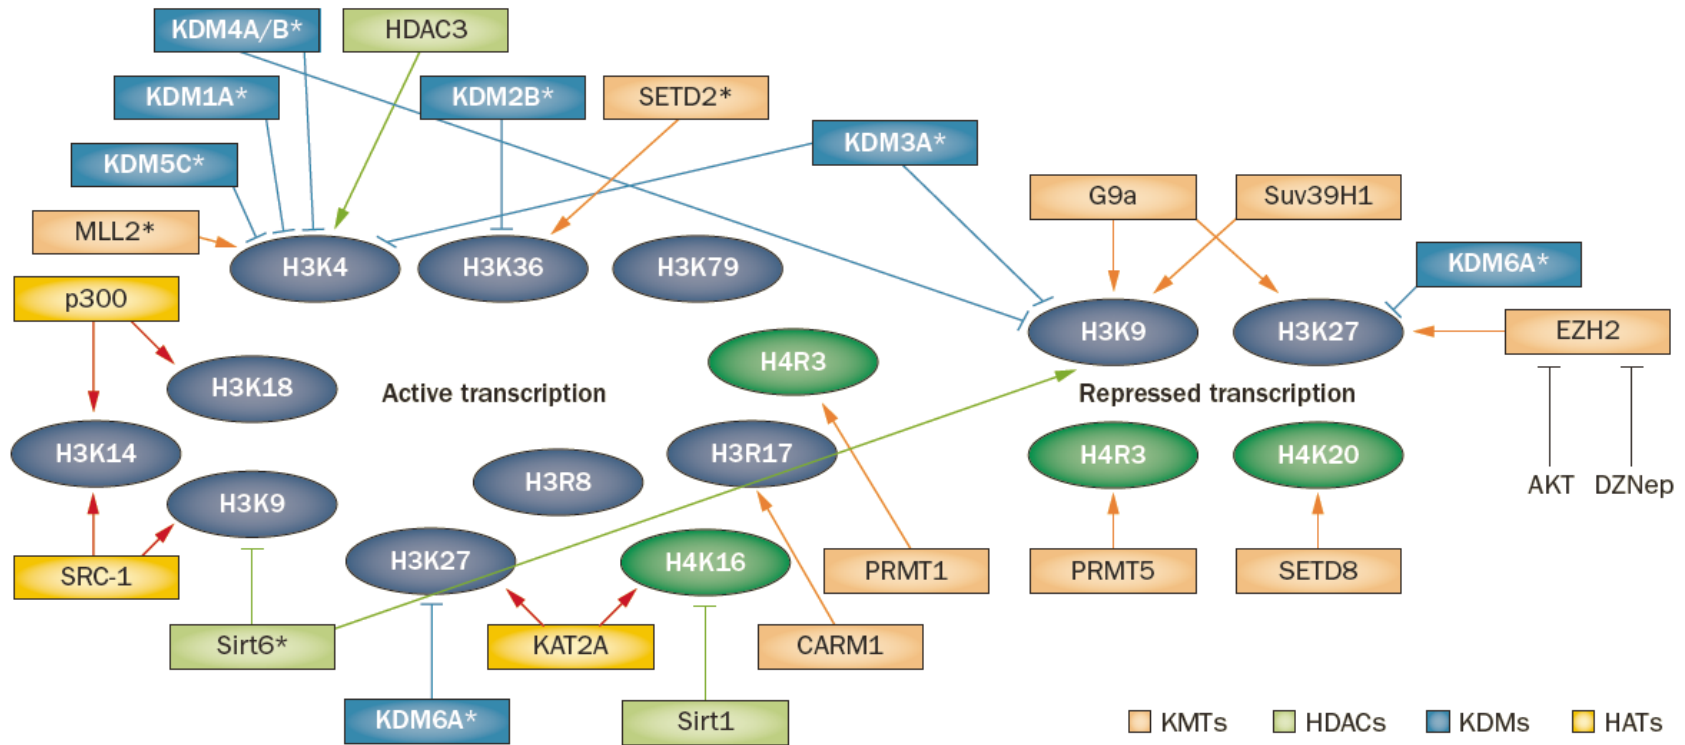 KDM4A/B*
HDAC3
KDM1A*
KDM2B*
SETD2*
KDM3A*
KDM5C*
G9a
Suv39H1
MLL2*
H3K4
H3K36
H3K79
KDM6A*
p300
H3K9
H3K27
EZH2
H4R3
H3K18
Active transcription
Repressed transcription
H3K14
H3R17
H4R3
H4K20
H3R8
AKT
DZNep
H3K9
H3K27
H4K16
SRC-1
PRMT1
PRMT5
SETD8
Sirt6*
KAT2A
CARM1
KDM6A*
Sirt1
KMTs
HDACs
KDMs
HATs